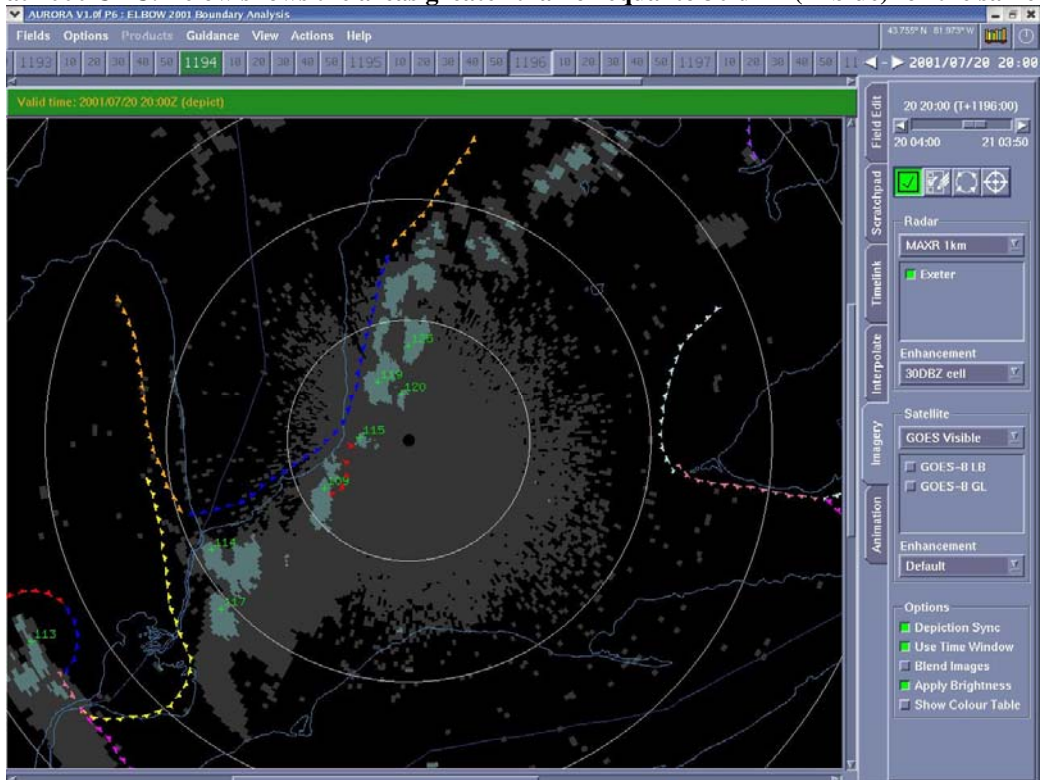 AURORA V1.0f P6 : ELBOW 2001 Boundary Analysis
Fields Options Products Guidance View Actions Help
43.755° N 81.973° W
1193 10 20 30 40 50 1194 10 20 30 40 50 1195 10 20 30 40 50 1196 10 20 30 40 50 1197 10 20 30 40 50 11
2001/07/20 20:00
Valid time: 2001/07/20 20:00Z (depict)
126
119
120
115
109
114
117
113
Field Edit
Scratchpad
Timelink
Interpolate
Imagery
Animation
20 20:00 (T+1196:00)
20 04:00 21 03:50
Radar
MAXR 1km
Exeter
Enhancement
30DBZ cell
Satellite
GOES Visible
GOES-8 LB
GOES-8 GL
Enhancement
Default
Options
Depiction Sync
Use Time Window
Blend Images
Apply Brightness
Show Colour Table